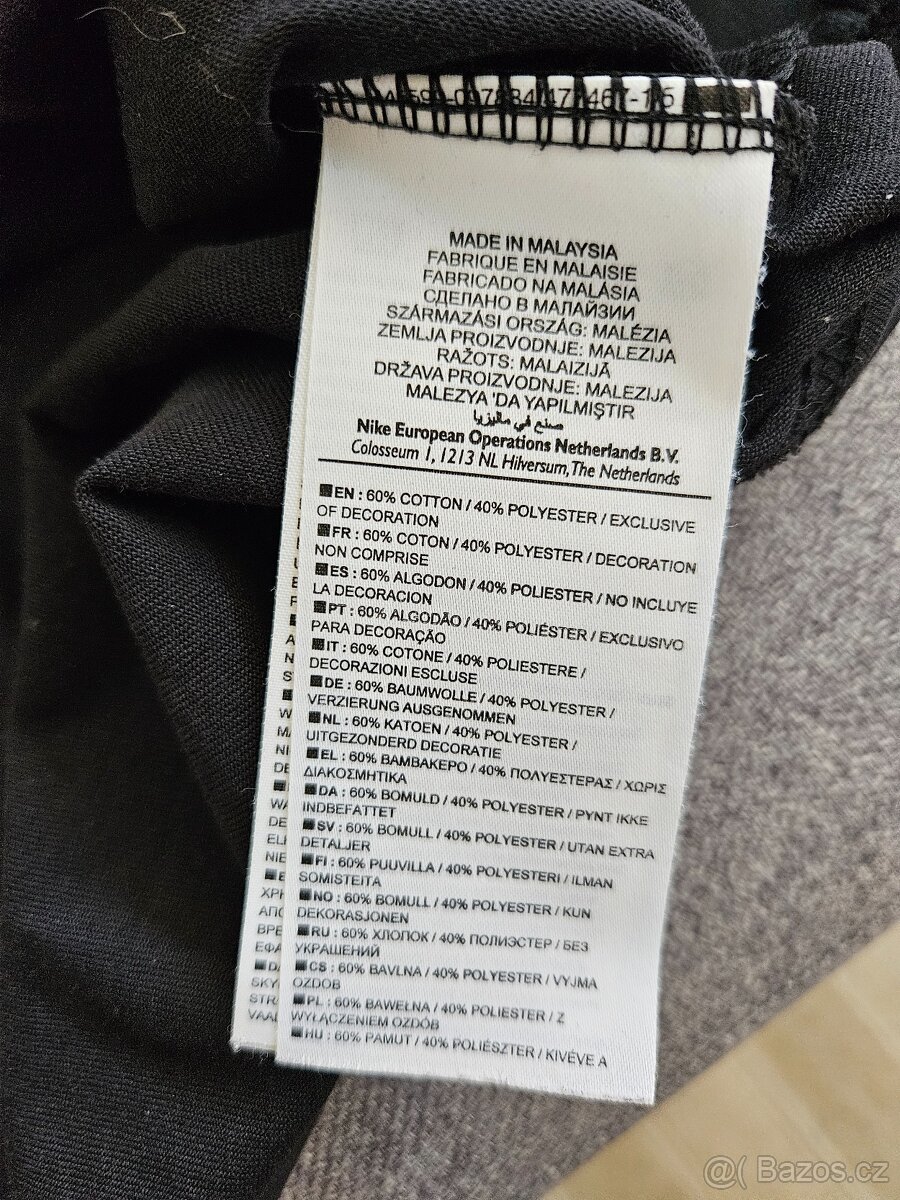 MADE IN MALAYSIA
FABRIQUE EN MALAISIE
FABRICADO NA MALÁSIA
СДЕЛАНО В МАЛАЙЗИИ
SZÁRMAZÁSI ORSZÁG: MALÉZIA
ZEMLJA PROIZVODNJE: MALEZIJA
RAŽOTS: MALAIZIJĀ
DRŽAVA PROIZVODNJE: MALEZIJA
MALEZYA 'DA YAPILMIŞTIR
صنع في ماليزيا
Nike European Operations Netherlands B.V.
Colosseum 1, 1213 NL Hilversum, The Netherlands
EN : 60% COTTON / 40% POLYESTER / EXCLUSIVE
OF DECORATION
FR : 60% COTON / 40% POLYESTER / DECORATION
NON COMPRISE
ES : 60% ALGODON / 40% POLIESTER / NO INCLUYE
LA DECORACION
PT : 60% ALGODÃO / 40% POLIÉSTER / EXCLUSIVO
PARA DECORAÇÃO
IT : 60% COTONE / 40% POLIESTERE /
DECORAZIONI ESCLUSE
DE : 60% BAUMWOLLE / 40% POLYESTER /
VERZIERUNG AUSGENOMMEN
NL : 60% KATOEN / 40% POLYESTER /
UITGEZONDERD DECORATIE
EL : 60% ΒΑΜΒΑΚΕΡΟ / 40% ΠΟΛΥΕΣΤΕΡΑΣ / ΧΩΡΙΣ
ΔΙΑΚΟΣΜΗΤΙΚΑ
DA : 60% BOMULD / 40% POLYESTER / PYNT IKKE
INDBEFATTET
SV : 60% BOMULL / 40% POLYESTER / UTAN EXTRA
DETALJER
FI : 60% PUUVILLA / 40% POLYESTERI / ILMAN
SOMISTEITA
NO : 60% BOMULL / 40% POLYESTER / KUN
DEKORASJONEN
RU : 60% ХЛОПОК / 40% ПОЛИЭСТЕР / БЕЗ
УКРАШЕНИЙ
CS : 60% BAVLNA / 40% POLYESTER / VYJMA
OZDOB
PL : 60% BAWEŁNA / 40% POLIESTER / Z
WYŁĄCZENIEM OZDÓB
HU : 60% PAMUT / 40% POLIÉSZTER / KIVÉVE A
@( Bazos.cz